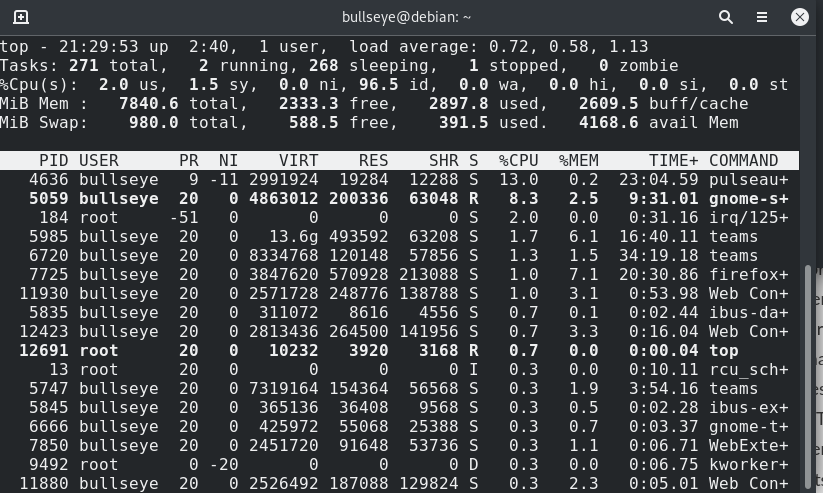 bullseye@debian: ~
top - 21:29:53 up  2:40,  1 user,  load average: 0.72, 0.58, 1.13
Tasks: 271 total,   2 running, 268 sleeping,   1 stopped,   0 zombie
%Cpu(s):  2.0 us,  1.5 sy,  0.0 ni, 96.5 id,  0.0 wa,  0.0 hi,  0.0 si,  0.0 st
MiB Mem :   7840.6 total,   2333.3 free,   2897.8 used,   2609.5 buff/cache
MiB Swap:    980.0 total,    588.5 free,    391.5 used.   4168.6 avail Mem
PID USER      PR  NI    VIRT    RES    SHR S  %CPU  %MEM     TIME+ COMMAND
4636 bullseye   9 -11 2991924  19284  12288 S  13.0   0.2  23:04.59 pulseau+
5059 bullseye  20   0 4863012 200336  63048 R   8.3   2.5   9:31.01 gnome-s+
184 root     -51   0       0      0      0 S   2.0   0.0   0:31.16 irq/125+
5985 bullseye  20   0   13.6g 493592  63208 S   1.7   6.1  16:40.11 teams
6720 bullseye  20   0 8334768 120148  57856 S   1.3   1.5  34:19.18 teams
7725 bullseye  20   0 3847620 570928 213088 S   1.0   7.1  20:30.86 firefox+
11930 bullseye  20   0 2571728 248776 138788 S   1.0   3.1   0:53.98 Web Con+
5835 bullseye  20   0  311072   8616   4556 S   0.7   0.1   0:02.44 ibus-da+
12423 bullseye  20   0 2813436 264500 141956 S   0.7   3.3   0:16.04 Web Con+
12691 root      20   0   10232   3920   3168 R   0.7   0.0   0:00.04 top
13 root      20   0       0      0      0 I   0.3   0.0   0:10.11 rcu_sch+
5747 bullseye  20   0 7319164 154364  56568 S   0.3   1.9   3:54.16 teams
5845 bullseye  20   0  365136  36408   9568 S   0.3   0.5   0:02.28 ibus-ex+
6666 bullseye  20   0  425972  55068  25388 S   0.3   0.7   0:03.37 gnome-t+
7850 bullseye  20   0 2451720  91648  53736 S   0.3   1.1   0:06.71 WebExte+
9492 root       0 -20       0      0      0 D   0.3   0.0   0:06.75 kworker+
11880 bullseye  20   0 2526492 187088 129824 S   0.3   2.3   0:05.01 Web Con+